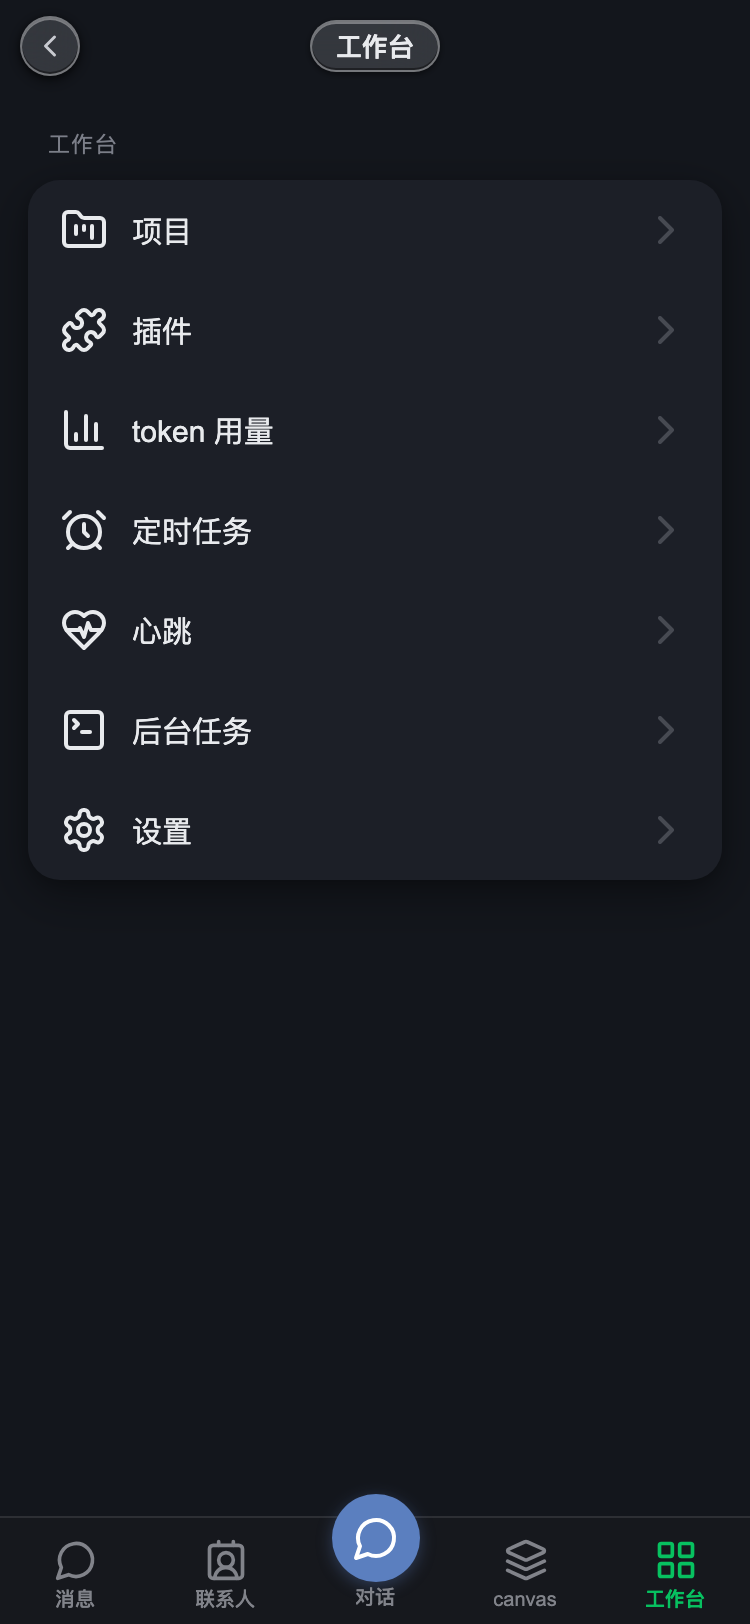 工作台
工作台
项目
插件
token 用量
定时任务
心跳
后台任务
设置
消息
联系人
对话
canvas
工作台